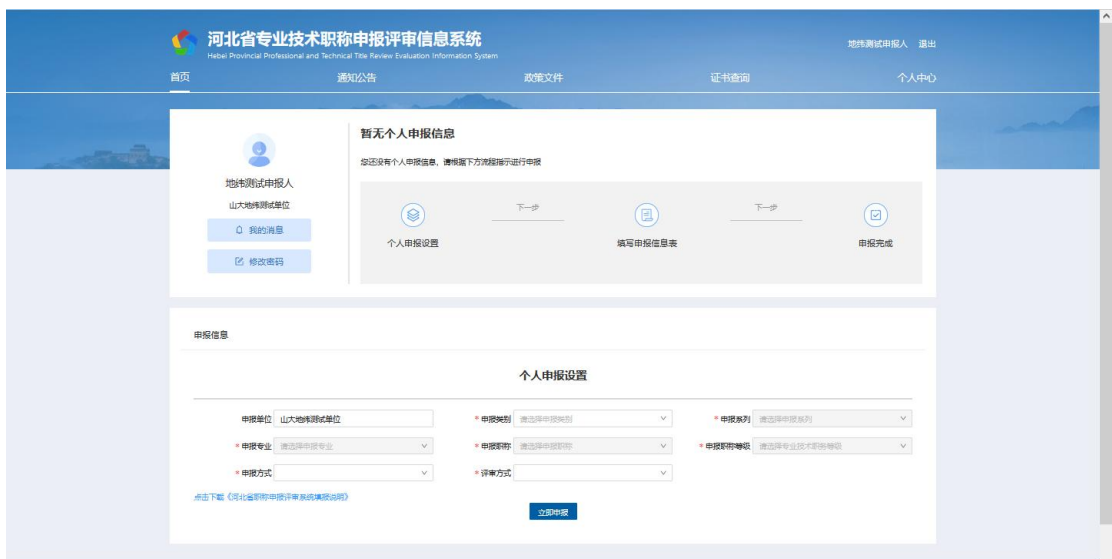 河北省专业技术职称申报评审信息系统
Hebei Provincial Professional and Technical Title Review Evaluation Information System
地纬测试申报人 退出
首页 通知公告 政策文件 证书查询 个人中心
暂无个人申报信息
您还没有个人申报信息，请根据下方流程指示进行申报
地纬测试申报人
山大地纬测试单位
我的消息
修改密码
下一步 下一步
个人申报设置 填写申报信息表 申报完成
申报信息
个人申报设置
申报单位 山大地纬测试单位 * 申报类别 请选择申报类别 * 申报系列 请选择申报系列
* 申报专业 请选择申报专业 * 申报职称 请选择申报职称 * 申报职称等级 请选择专业技术职称等级
* 申报方式 * 评审方式
点击下载《河北省职称申报评审系统填报说明》
立即申报